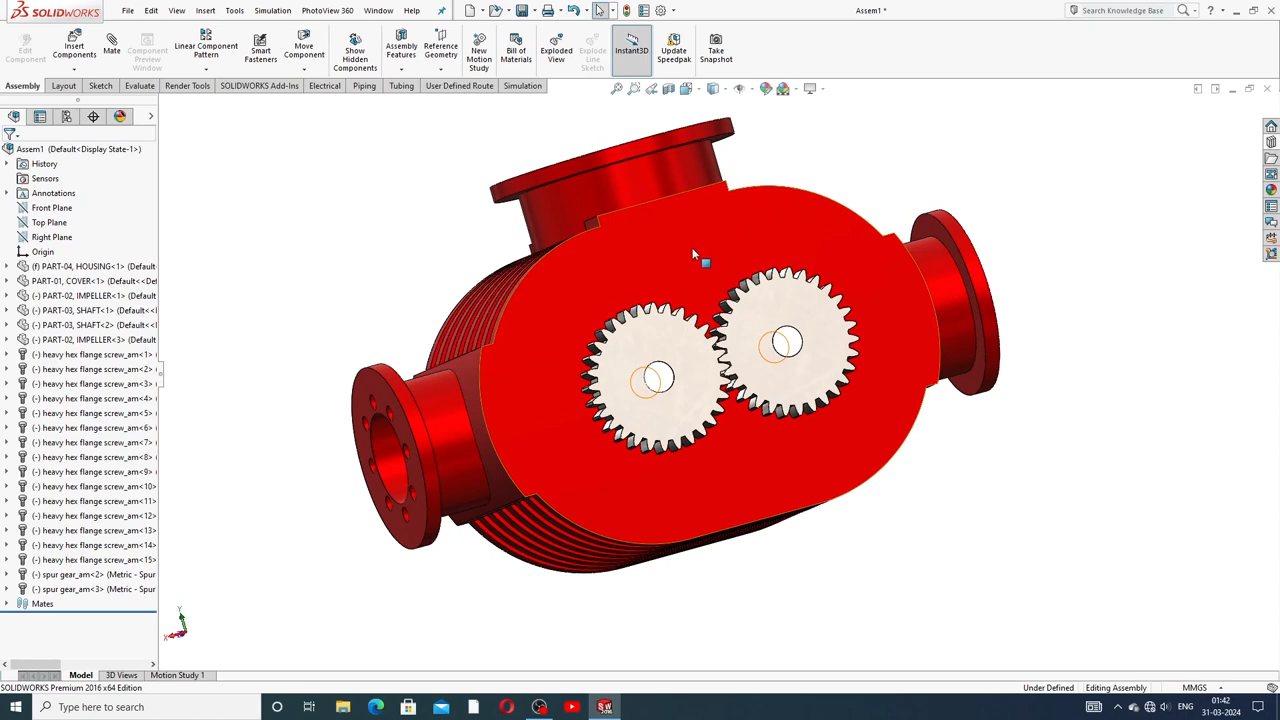 SOLIDWORKS File Edit View Insert Tools Simulation PhotoView 360 Window Help Assem1 * Search Knowledge Base
Edit Component
Insert Components
Mate
Component Preview Window
Linear Component Pattern
Smart Fasteners
Move Component
Show Hidden Components
Assembly Features
Reference Geometry
New Motion Study
Bill of Materials
Exploded View
Explode Line Sketch
Instant3D
Update Speedpak
Take Snapshot
Assembly Layout Sketch Evaluate Render Tools SOLIDWORKS Add-Ins Electrical Piping Tubing User Defined Route Simulation
Assem1 (Default<Display State-1>)
History
Sensors
Annotations
Front Plane
Top Plane
Right Plane
Origin
(f) PART-04, HOUSING<1> (Default
PART-01, COVER<1> (Default<<Def
(-) PART-02, IMPELLER<1> (Default
(-) PART-03, SHAFT<1> (Default<<I
(-) PART-03, SHAFT<2> (Default<<I
(-) PART-02, IMPELLER<3> (Default
(-) heavy hex flange screw_am<1> (
(-) heavy hex flange screw_am<2> (
(-) heavy hex flange screw_am<3> (
(-) heavy hex flange screw_am<4> (
(-) heavy hex flange screw_am<5> (
(-) heavy hex flange screw_am<6> (
(-) heavy hex flange screw_am<7> (
(-) heavy hex flange screw_am<8> (
(-) heavy hex flange screw_am<9> (
(-) heavy hex flange screw_am<10>
(-) heavy hex flange screw_am<11>
(-) heavy hex flange screw_am<12>
(-) heavy hex flange screw_am<13>
(-) heavy hex flange screw_am<14>
(-) heavy hex flange screw_am<15>
(-) spur gear_am<2> (Metric - Spur
(-) spur gear_am<3> (Metric - Spur
Mates
Y
X
Model 3D Views Motion Study 1
SOLIDWORKS Premium 2016 x64 Edition Under Defined Editing Assembly MMGS
Type here to search ENG 01:42
31-03-2024